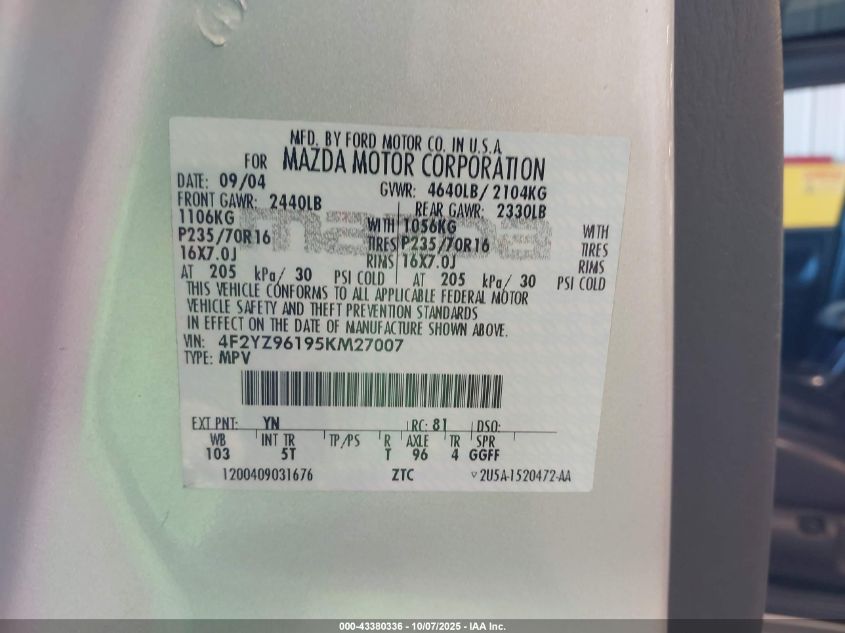 MFD. BY FORD MOTOR CO. IN U.S.A.
FOR MAZDA MOTOR CORPORATION
DATE: 09/04 GVWR: 4640LB/ 2104KG
FRONT GAWR: 2440LB REAR GAWR: 2330LB
1106KG WITH 1056KG WITH
P235/70R16 TIRES P235/70R16 TIRES
16X7.0J RIMS 16X7.0J RIMS
AT 205 kPa/ 30 PSI COLD AT 205 kPa/ 30 PSI COLD
THIS VEHICLE CONFORMS TO ALL APPLICABLE FEDERAL MOTOR
VEHICLE SAFETY AND THEFT PREVENTION STANDARDS
IN EFFECT ON THE DATE OF MANUFACTURE SHOWN ABOVE.
VIN: 4F2YZ96195KM27007
TYPE: MPV
EXT PNT: YN RC: 81 DSO:
WB INT TR TP/PS R AXLE TR SPR
103 5T T 96 4 GGFF
1200409031676 ZTC 2U5A-1520472-AA
000-43380336 - 10/07/2025 - IAA Inc.